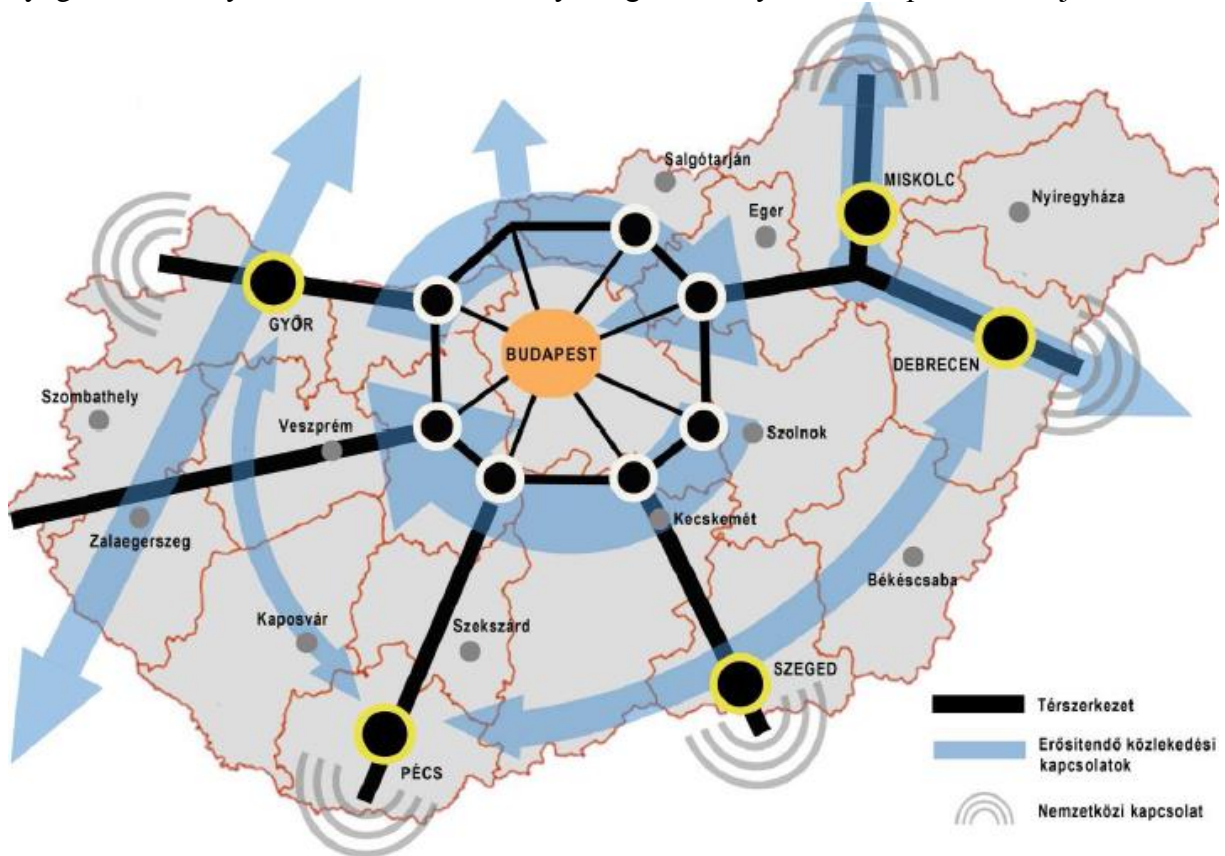 Salgótarján
MISKOLC
Nyíregyháza
Eger
GYŐR
BUDAPEST
DEBRECEN
Szombathely
Veszprém
Szolnok
Zalaegerszeg
Kecskemét
Békéscsaba
Kaposvár
Szekszárd
SZEGED
PÉCS
Térszerkezet
Erősítendő közlekedési
kapcsolatok
Nemzetközi kapcsolat